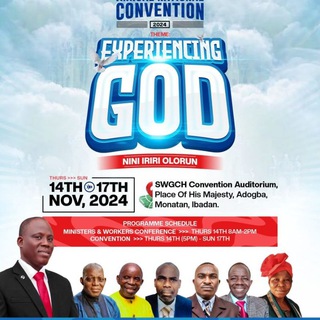 ANNUAL NATIONAL
CONVENTION
2024
THEME:
EXPERIENCING
GOD
NINI IRIRI OLORUN
THURS >>> SUN
14TH 17TH
NOV, 2024
SWGCH Convention Auditorium,
Place Of His Majesty, Adogba,
Monatan, Ibadan.
PROGRAMME SCHEDULE
MINISTERS & WORKERS CONFERENCE >>> THURS 14TH 8AM-2PM
CONVENTION >>> THURS 14TH (5PM) - SUN 17TH